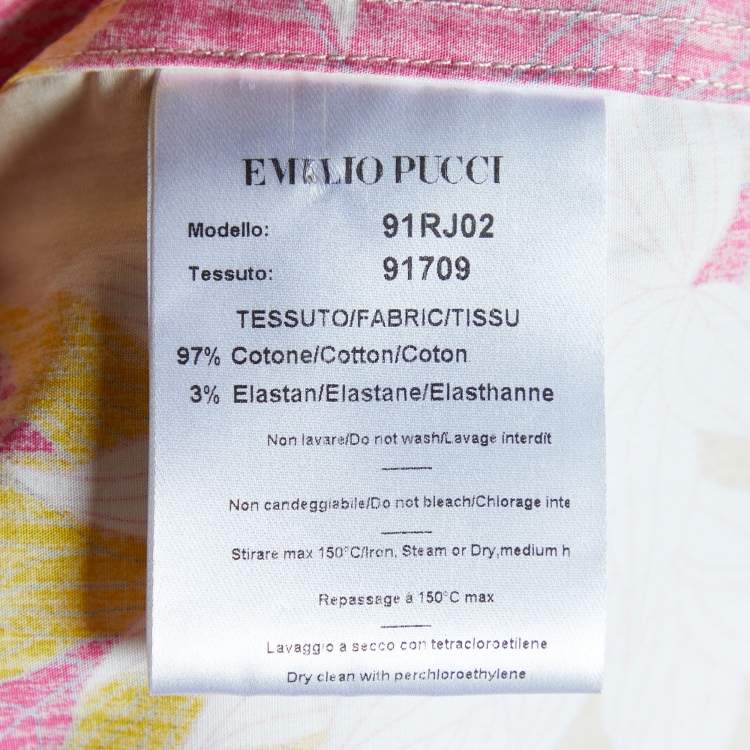 EMILIO PUCCI
Modello: 91RJ02
Tessuto: 91709
TESSUTO/FABRIC/TISSU
97% Cotone/Cotton/Coton
3% Elastan/Elastane/Elasthanne
Non lavare/Do not wash/Lavage interdit
Non candeggiabile/Do not bleach/Chlorage inte
Stirare max 150°C/Iron, Steam or Dry,medium h
Repassage à 150°C max
Lavaggio a secco con tetracloroetilene
Dry clean with perchloroethylene